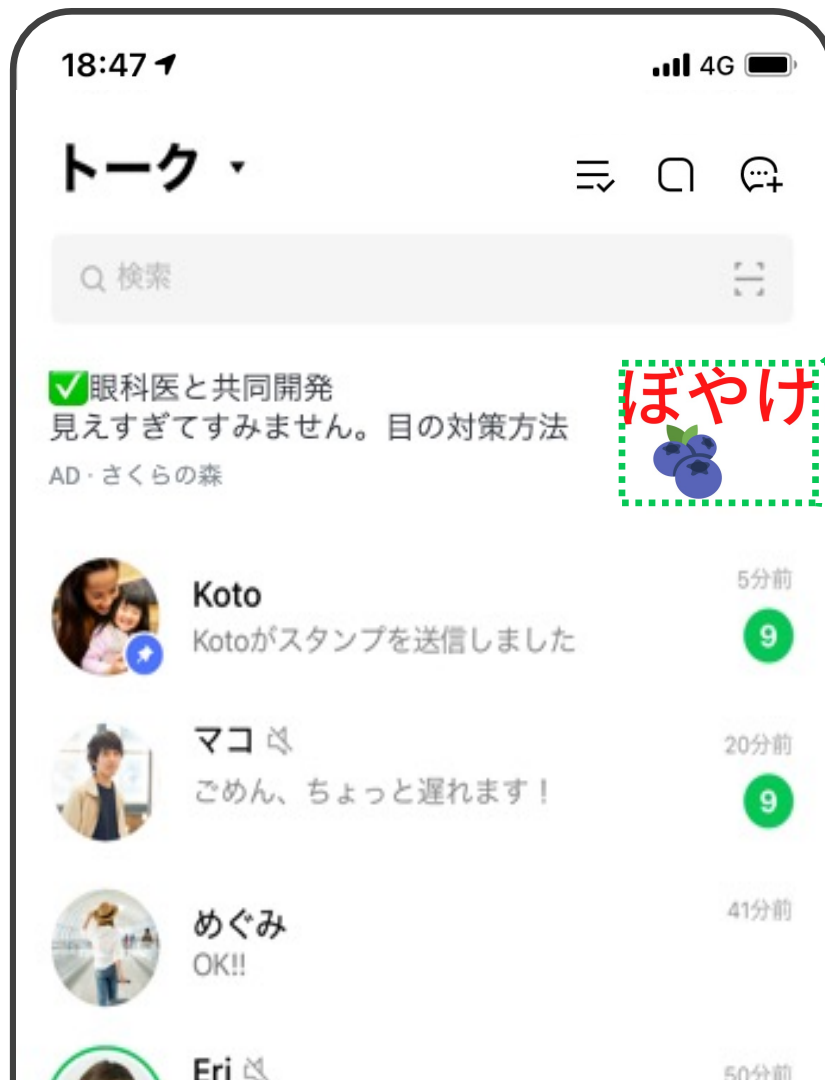 18:47
4G
トーク
検索
✅眼科医と共同開発
見えすぎてすみません。目の対策方法
AD · さくらの森
ぼやけ
Koto
5分前
Kotoがスタンプを送信しました
9
マコ
20分前
ごめん、ちょっと遅れます！
9
めぐみ
41分前
OK!!
Eri
50分前